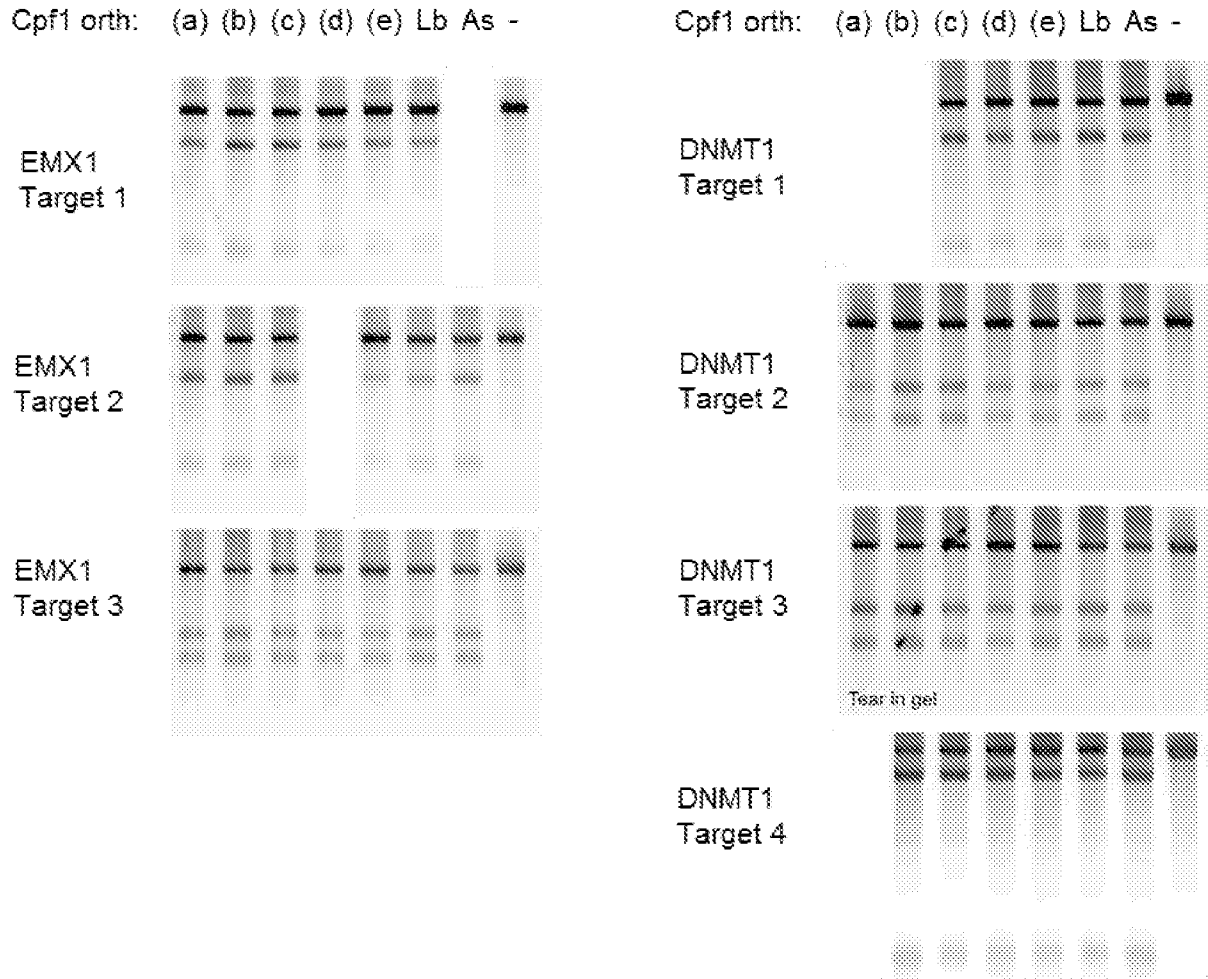 Cpf1 orth: (a) (b) (c) (d) (e) Lb As -
EMX1
Target 1
EMX1
Target 2
EMX1
Target 3
Cpf1 orth: (a) (b) (c) (d) (e) Lb As -
DNMT1
Target 1
DNMT1
Target 2
DNMT1
Target 3
Tear in gel
DNMT1
Target 4